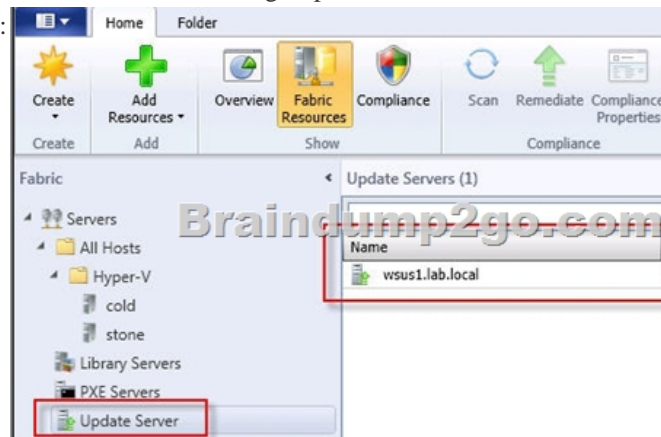 :
Home Folder
Create Add Resources Overview Fabric Resources Compliance Scan Remediate Compliance Properties
Create Add Show Compliance
Fabric Update Servers (1)
Servers
Braindump2go.com
All Hosts
Name
Hyper-V
wsus1.lab.local
cold
stone
Library Servers
PXE Servers
Update Server